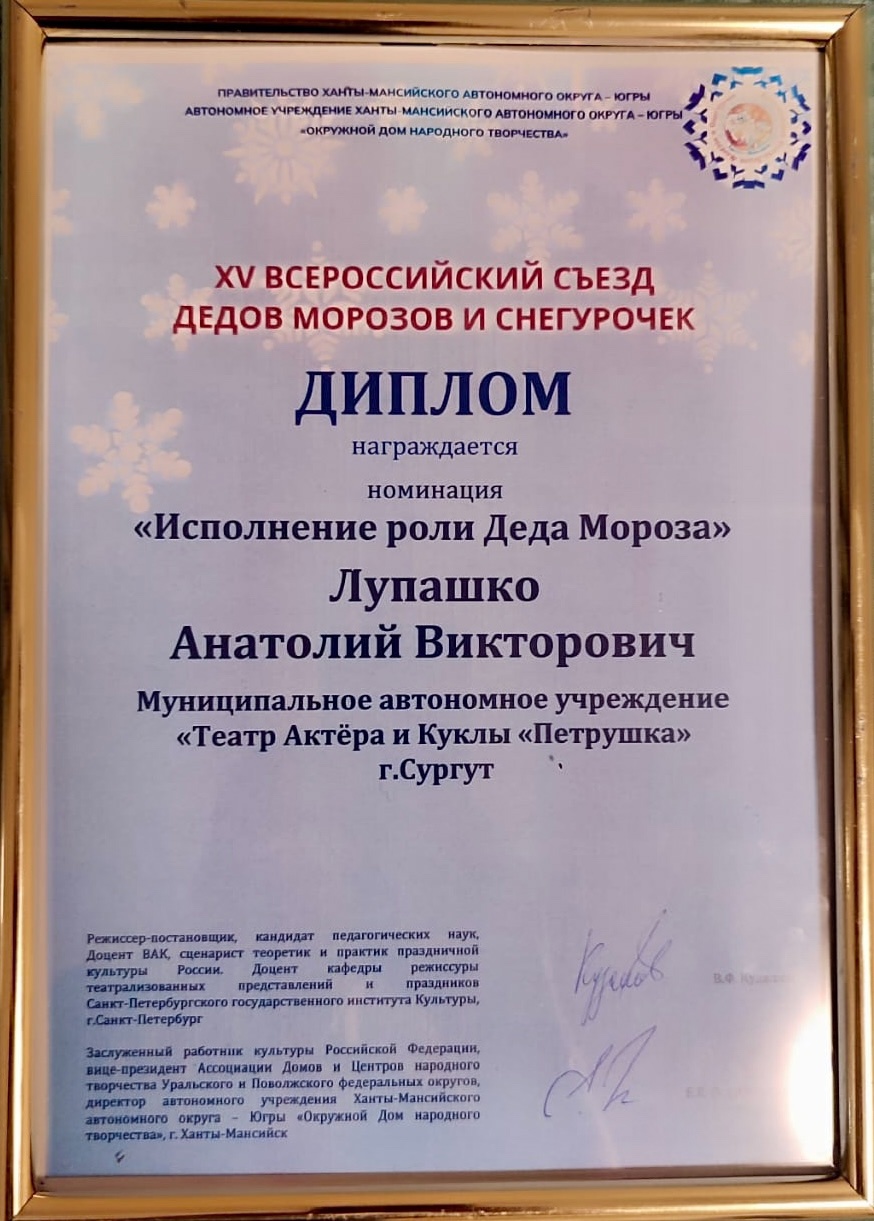 ПРАВИТЕЛЬСТВО ХАНТЫ-МАНСИЙСКОГО АВТОНОМНОГО ОКРУГА – ЮГРЫ
АВТОНОМНОЕ УЧРЕЖДЕНИЕ ХАНТЫ-МАНСИЙСКОГО АВТОНОМНОГО ОКРУГА – ЮГРЫ
«ОКРУЖНОЙ ДОМ НАРОДНОГО ТВОРЧЕСТВА»
XV ВСЕРОССИЙСКИЙ СЪЕЗД
ДЕДОВ МОРОЗОВ И СНЕГУРОЧЕК
ДИПЛОМ
награждается
номинация
«Исполнение роли Деда Мороза»
Лупашко
Анатолий Викторович
Муниципальное автономное учреждение
«Театр Актёра и Куклы «Петрушка»
г.Сургут
Режиссер-постановщик, кандидат педагогических наук,
Доцент ВАК, сценарист теоретик и практик праздничной
культуры России. Доцент кафедры режиссуры
театрализованных представлений и праздников
Санкт-Петербургского государственного института Культуры,
г.Санкт-Петербург
В.Ф.
Заслуженный работник культуры Российской Федерации,
вице-президент Ассоциации Домов и Центров народного
творчества Уральского и Поволжского федеральных округов,
директор автономного учреждения Ханты-Мансийского
автономного округа – Югры «Окружной Дом народного
творчества», г. Ханты-Мансийск